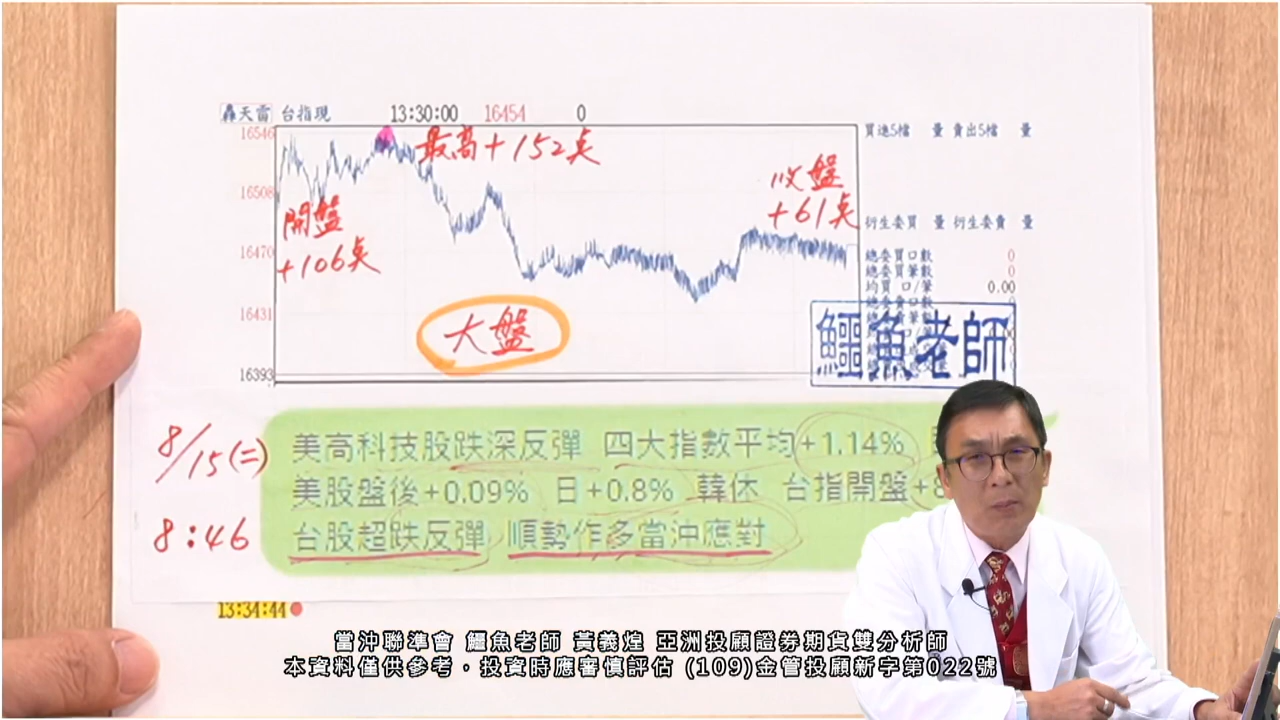 轟天雷 台指現 13:30:00 16454 0
16546
16508
16470
16431
16393
最高+152点
開盤
+106点
收盤
+61点
大盤
買進5檔 量 賣出5檔 量
衍生委買 量 衍生委賣 量
總委買口數 0
總委買筆數 0
均買 口/筆 0.00
總委賣口數
鱷魚老師
8/15(二)
8:46
美高科技股跌深反彈 四大指數平均+1.14%
美股盤後+0.09% 日+0.8% 韓休 台指開盤+8
台股超跌反彈 順勢作多當沖應對
13:34:44
當沖聯準會 鱷魚老師 黃義煌 亞洲投顧證券期貨雙分析師
本資料僅供參考，投資時應審慎評估 (109)金管投顧新字第022號